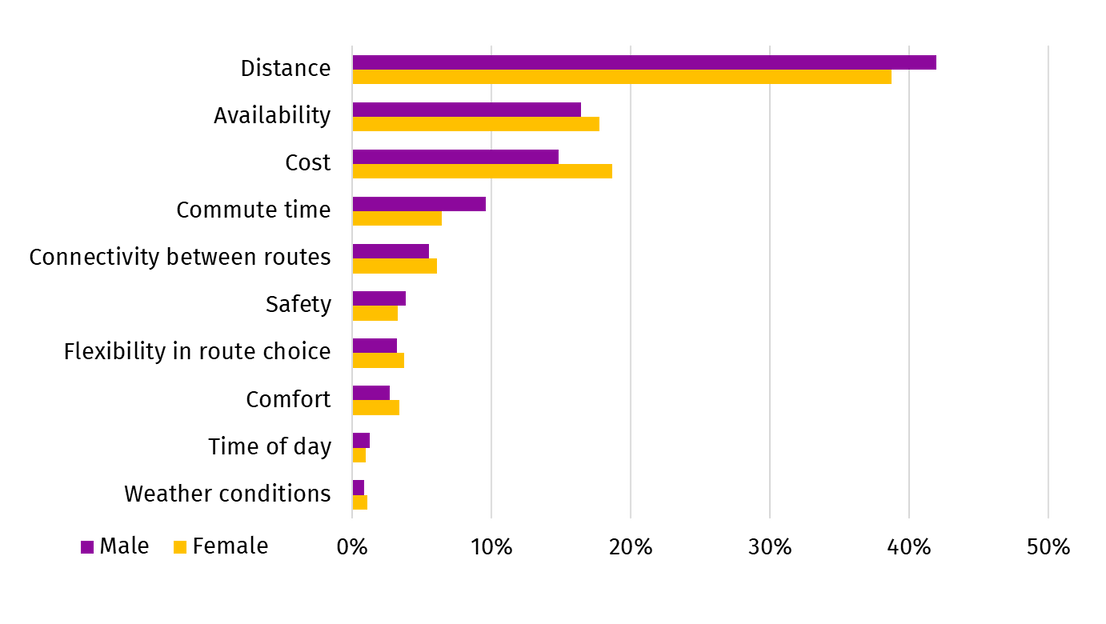 Distance
Availability
Cost
Commute time
Connectivity between routes
Safety
Flexibility in route choice
Comfort
Time of day
Weather conditions
Male Female 0% 10% 20% 30% 40% 50%